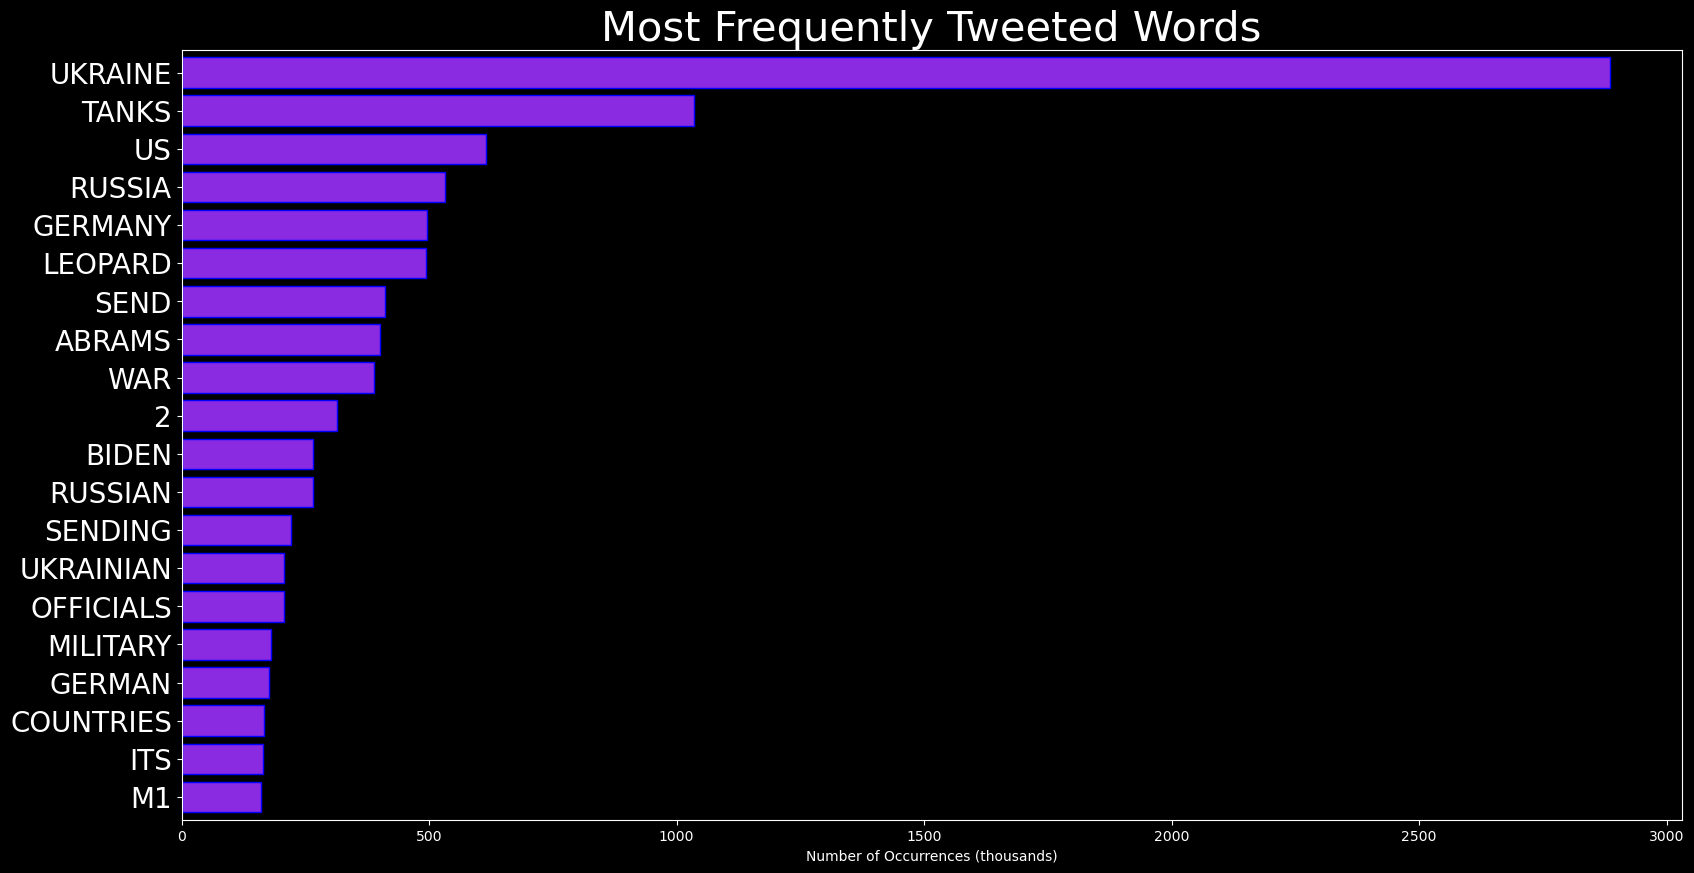 Most Frequently Tweeted Words
UKRAINE
TANKS
US
RUSSIA
GERMANY
LEOPARD
SEND
ABRAMS
WAR
2
BIDEN
RUSSIAN
SENDING
UKRAINIAN
OFFICIALS
MILITARY
GERMAN
COUNTRIES
ITS
M1
0 500 1000 1500 2000 2500 3000
Number of Occurrences (thousands)